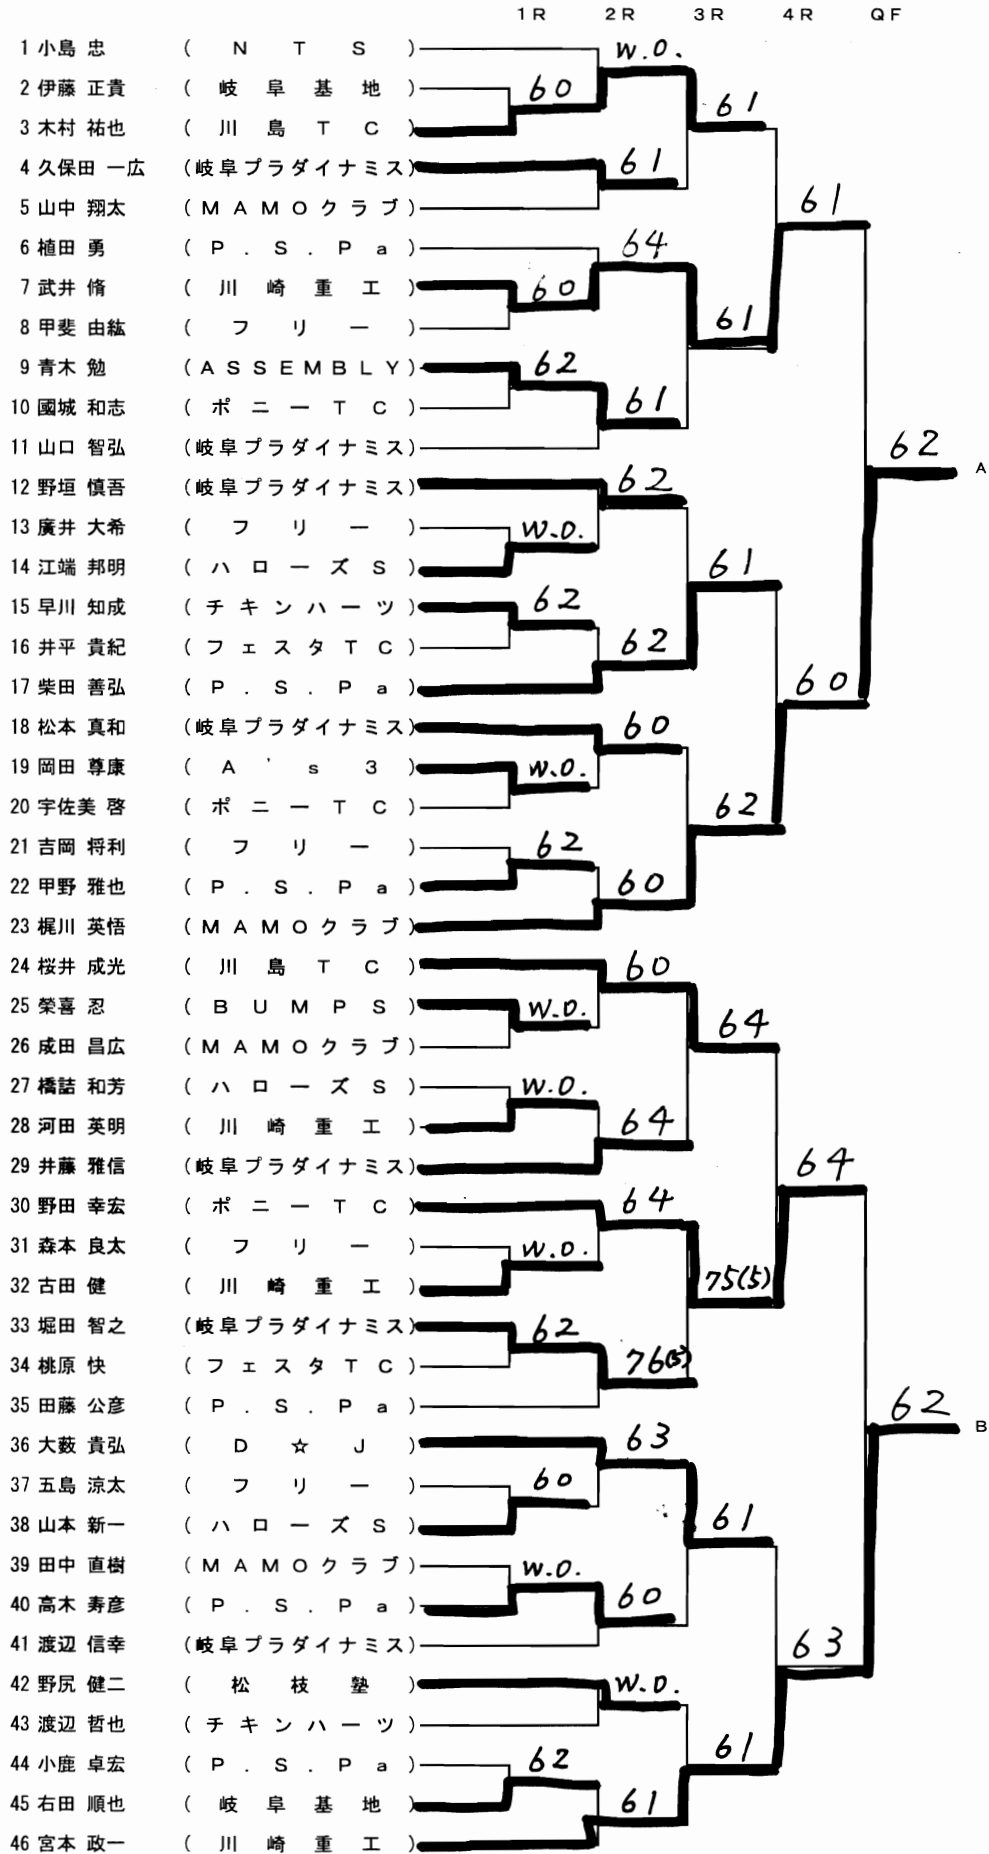 1R 2R 3R 4R QF
1 小島 忠 (NTS) W.O.
2 伊藤 正貴 (岐阜基地) 60
3 木村 祐也 (川島TC) 61
4 久保田 一広 (岐阜プラダイナミス) 61
5 山中 翔太 (MAMOクラブ) 61
6 植田 勇 (P.S.Pa) 64
7 武井 脩 (川崎重工) 60
8 甲斐 由紘 (フリー) 61
9 青木 勉 (ASSEMBLY) 62
10 國城 和志 (ポニーTC) 61
11 山口 智弘 (岐阜プラダイナミス) 62 A
12 野垣 慎吾 (岐阜プラダイナミス) 62
13 廣井 大希 (フリー) W.O.
14 江端 邦明 (ハローズS) 61
15 早川 知成 (チキンハーツ) 62
16 井平 貴紀 (フェスタTC) 62
17 柴田 善弘 (P.S.Pa) 60
18 松本 真和 (岐阜プラダイナミス) 60
19 岡田 尊康 (A's3) W.O.
20 宇佐美 啓 (ポニーTC) 62
21 吉岡 将利 (フリー) 62
22 甲野 雅也 (P.S.Pa) 60
23 梶川 英悟 (MAMOクラブ)
24 桜井 成光 (川島TC) 60
25 榮喜 忍 (BUMPS) W.O. 64
26 成田 昌広 (MAMOクラブ)
27 橋詰 和芳 (ハローズS) W.O.
28 河田 英明 (川崎重工) 64
29 井藤 雅信 (岐阜プラダイナミス) 64
30 野田 幸宏 (ポニーTC) 64
31 森本 良太 (フリー) W.O.
32 古田 健 (川崎重工) 75(5)
33 堀田 智之 (岐阜プラダイナミス) 62
34 桃原 快 (フェスタTC) 76(5)
35 田藤 公彦 (P.S.Pa) 62 B
36 大薮 貴弘 (D☆J) 63
37 五島 涼太 (フリー) 60
38 山本 新一 (ハローズS) 61
39 田中 直樹 (MAMOクラブ) W.O.
40 高木 寿彦 (P.S.Pa) 60
41 渡辺 信幸 (岐阜プラダイナミス) 63
42 野尻 健二 (松枝塾) W.O.
43 渡辺 哲也 (チキンハーツ)
44 小鹿 卓宏 (P.S.Pa) 62 61
45 右田 順也 (岐阜基地) 61
46 宮本 政一 (川崎重工)